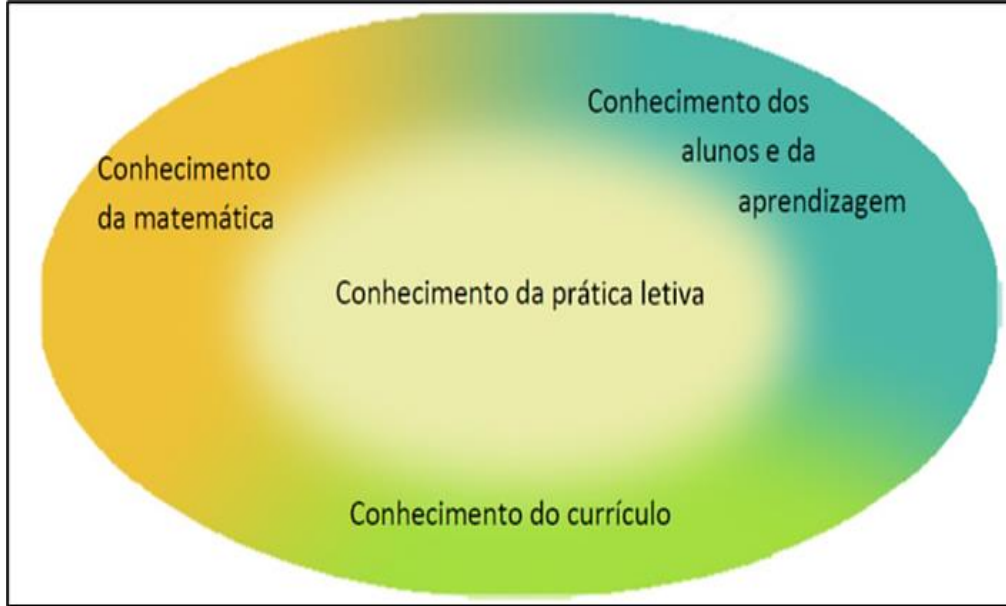 Conhecimento
da matemática
Conhecimento dos
alunos e da
aprendizagem
Conhecimento da prática letiva
Conhecimento do currículo